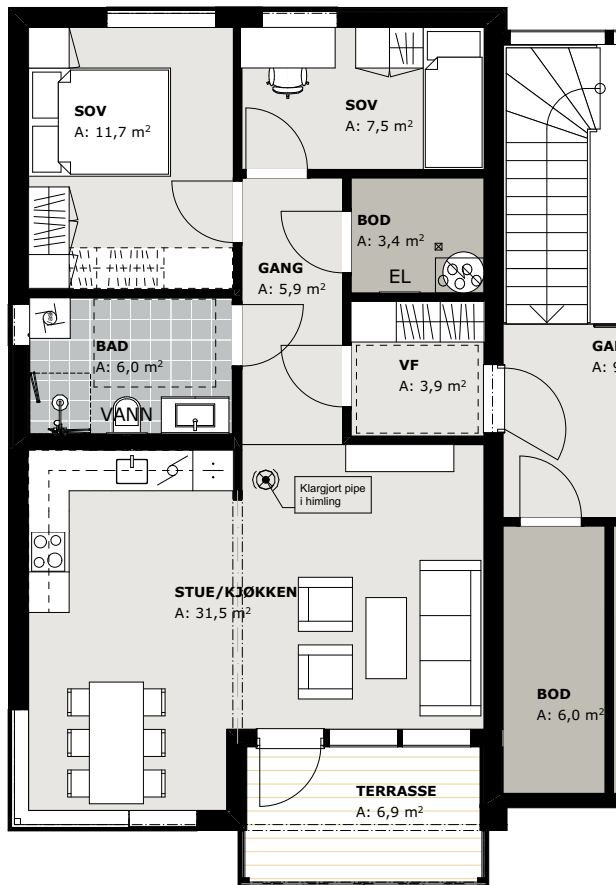 SOV
A: 11,7 m²
SOV
A: 7,5 m²
BOD
A: 3,4 m²
EL
GANG
A: 5,9 m²
BAD
A: 6,0 m²
VANN
VF
A: 3,9 m²
Klargjort pipe
i himling
STUE/KJØKKEN
A: 31,5 m²
BOD
A: 6,0 m²
TERRASSE
A: 6,9 m²